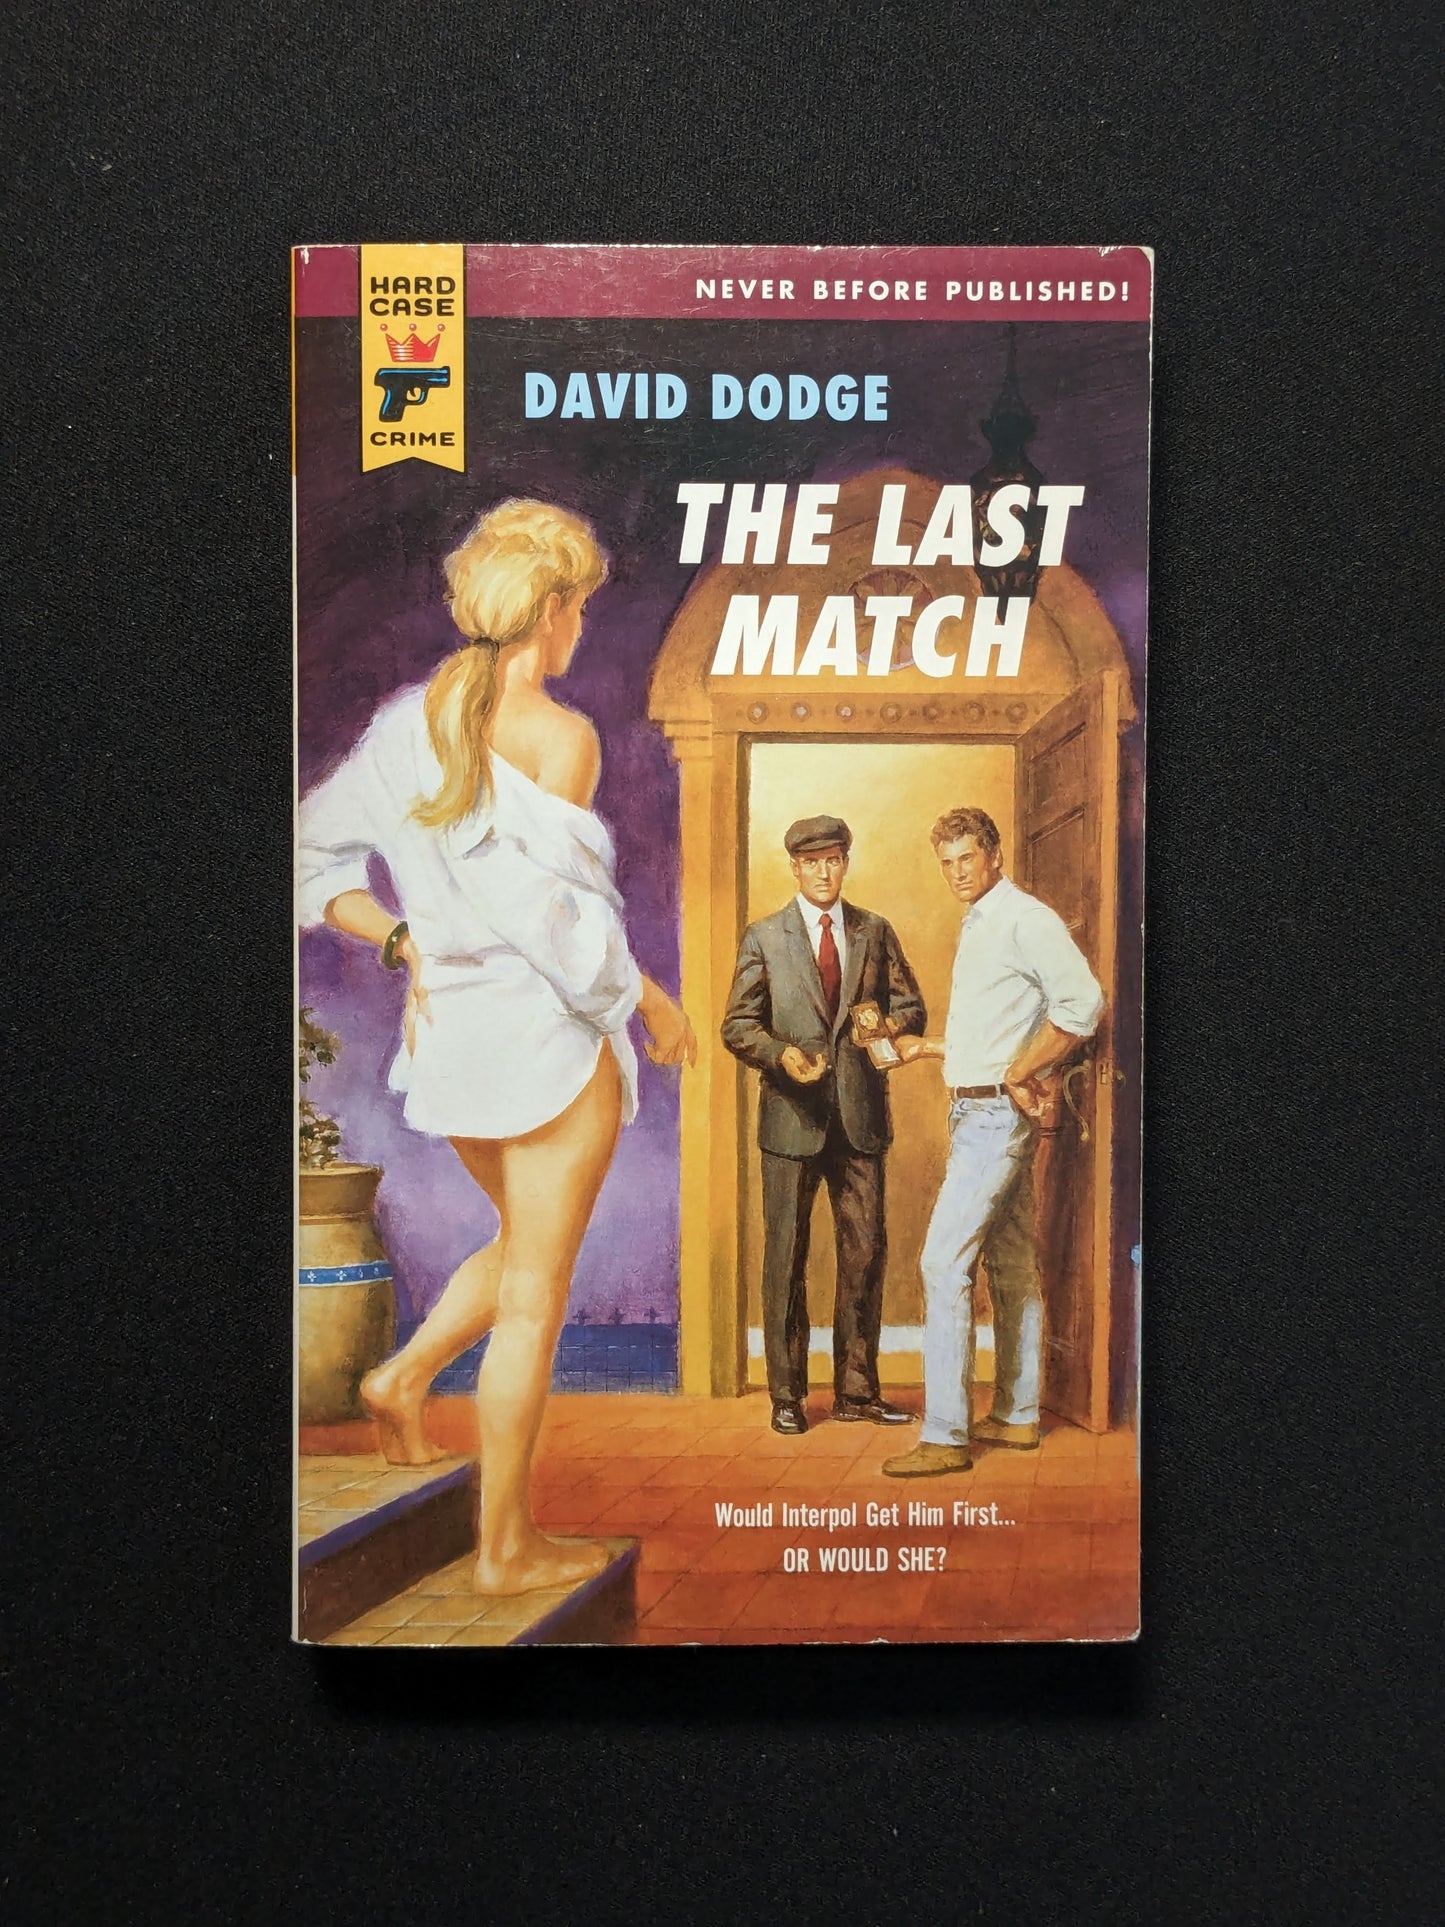 HARD
CASE
CRIME
NEVER BEFORE PUBLISHED!
DAVID DODGE
THE LAST
MATCH
Would Interpol Get Him First...
OR WOULD SHE?